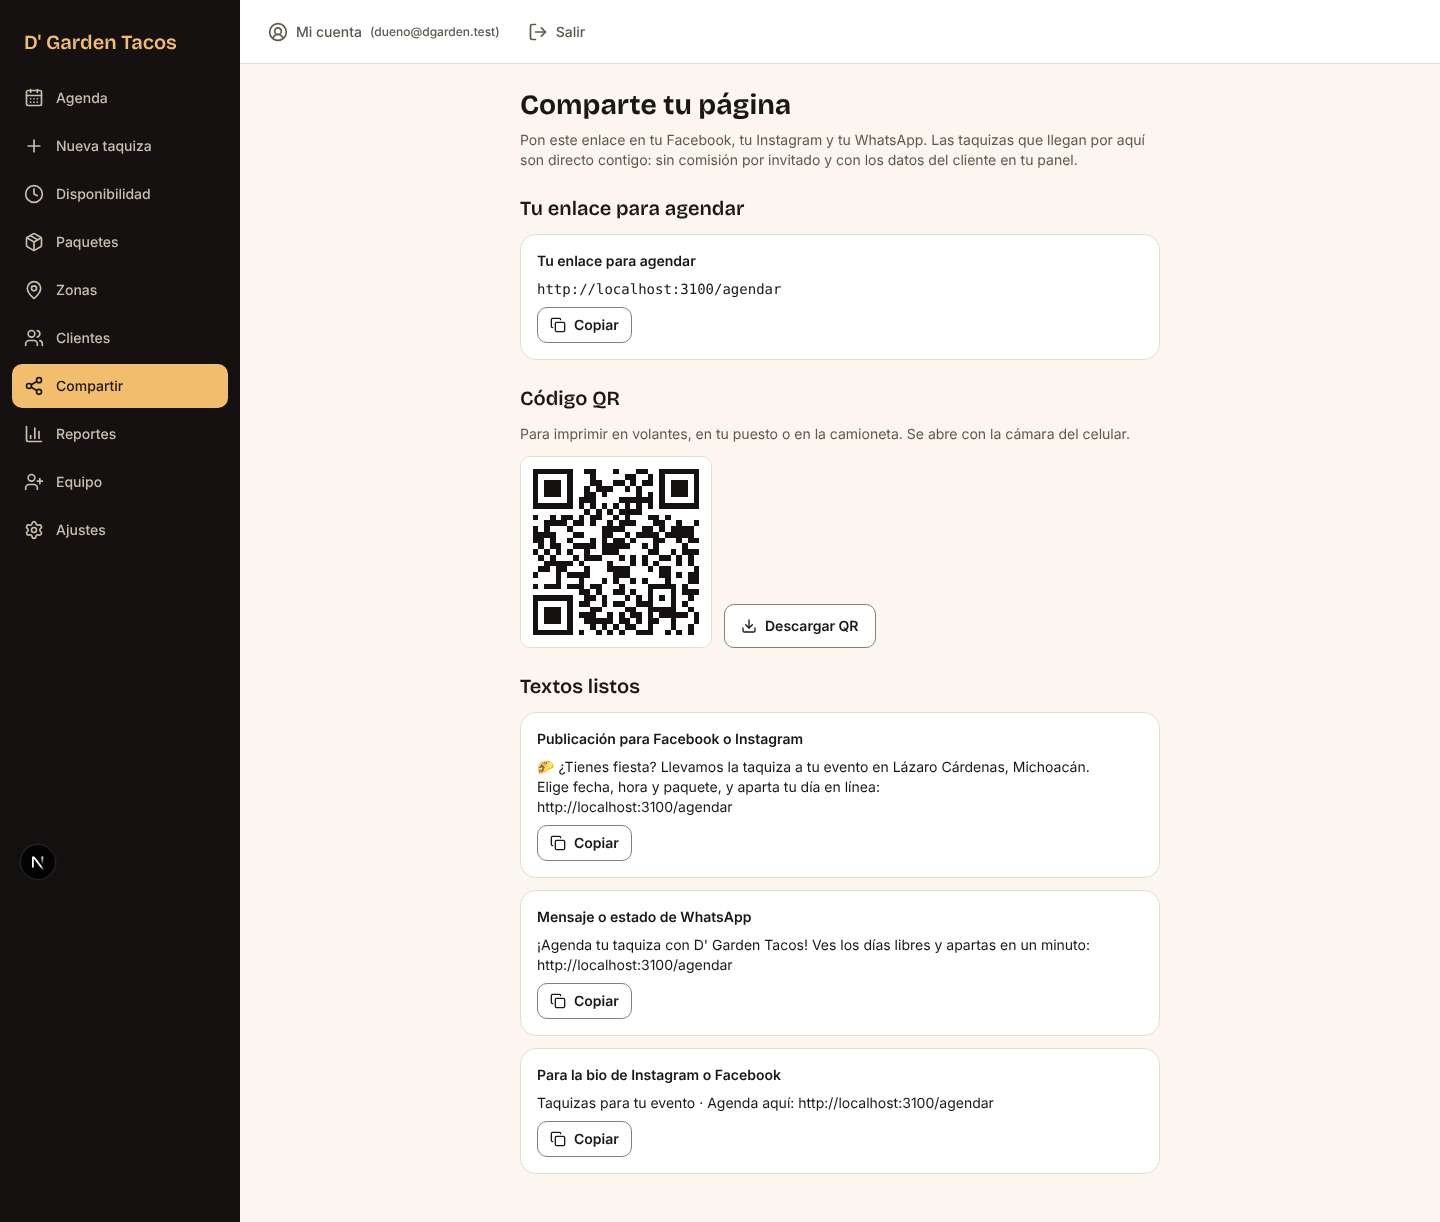 D' Garden Tacos
Agenda
Nueva taquiza
Disponibilidad
Paquetes
Zonas
Clientes
Compartir
Reportes
Equipo
Ajustes
Mi cuenta (dueno@dgarden.test)
Salir
Comparte tu página
Pon este enlace en tu Facebook, tu Instagram y tu WhatsApp. Las taquizas que llegan por aquí
son directo contigo: sin comisión por invitado y con los datos del cliente en tu panel.
Tu enlace para agendar
Tu enlace para agendar
http://localhost:3100/agendar
Copiar
Código QR
Para imprimir en volantes, en tu puesto o en la camioneta. Se abre con la cámara del celular.
Descargar QR
Textos listos
Publicación para Facebook o Instagram
🌮 ¿Tienes fiesta? Llevamos la taquiza a tu evento en Lázaro Cárdenas, Michoacán.
Elige fecha, hora y paquete, y aparta tu día en línea:
http://localhost:3100/agendar
Copiar
Mensaje o estado de WhatsApp
¡Agenda tu taquiza con D' Garden Tacos! Ves los días libres y apartas en un minuto:
http://localhost:3100/agendar
Copiar
Para la bio de Instagram o Facebook
Taquizas para tu evento · Agenda aquí: http://localhost:3100/agendar
Copiar